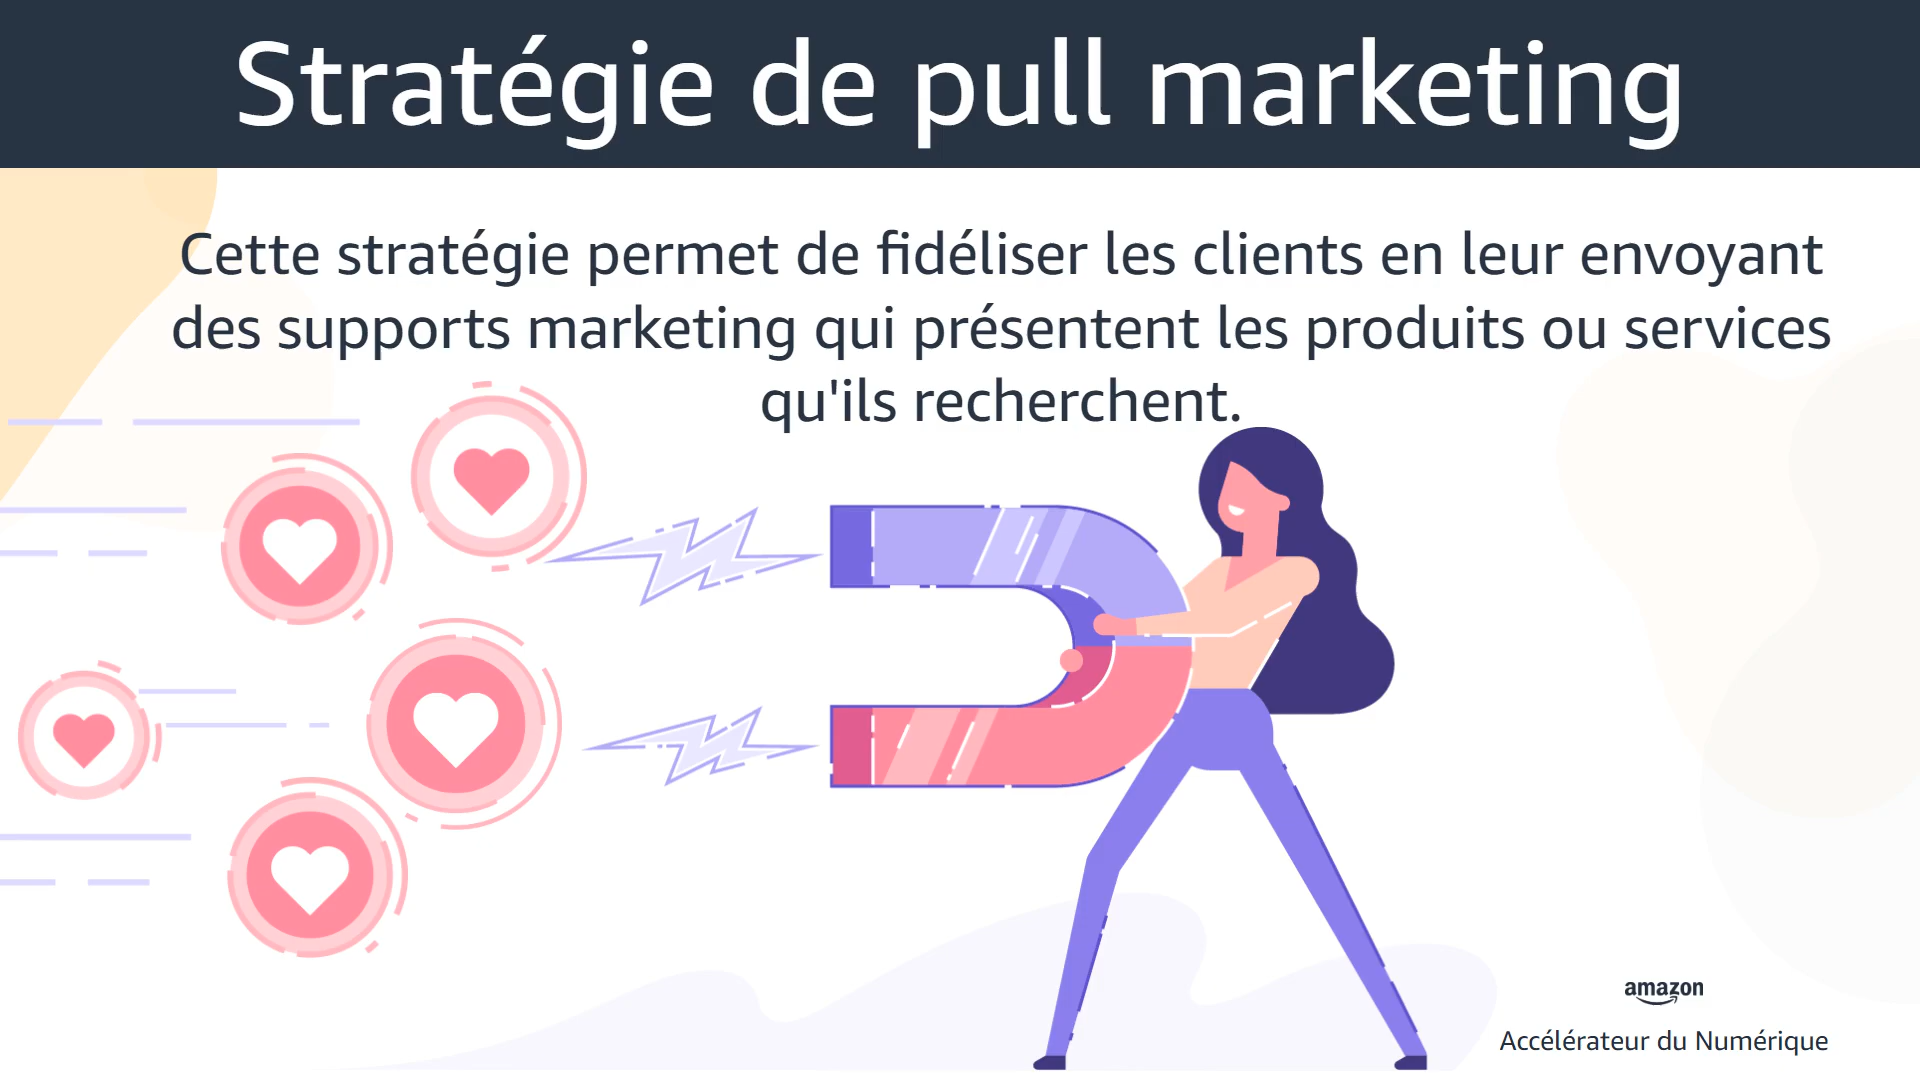 Stratégie de pull marketing
Cette stratégie permet de fidéliser les clients en leur envoyant
des supports marketing qui présentent les produits ou services
qu'ils recherchent.
amazon
Accélérateur du Numérique